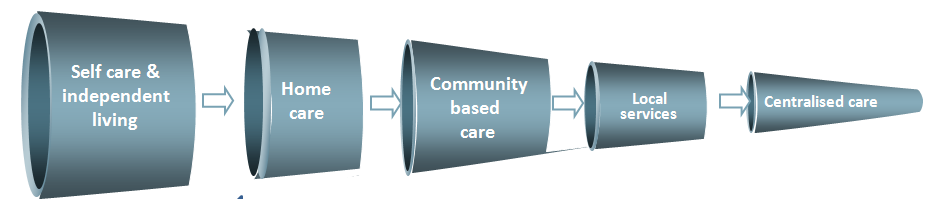 Self care &
independent
living
Home
care
Community
based
care
Local
services
Centralised care